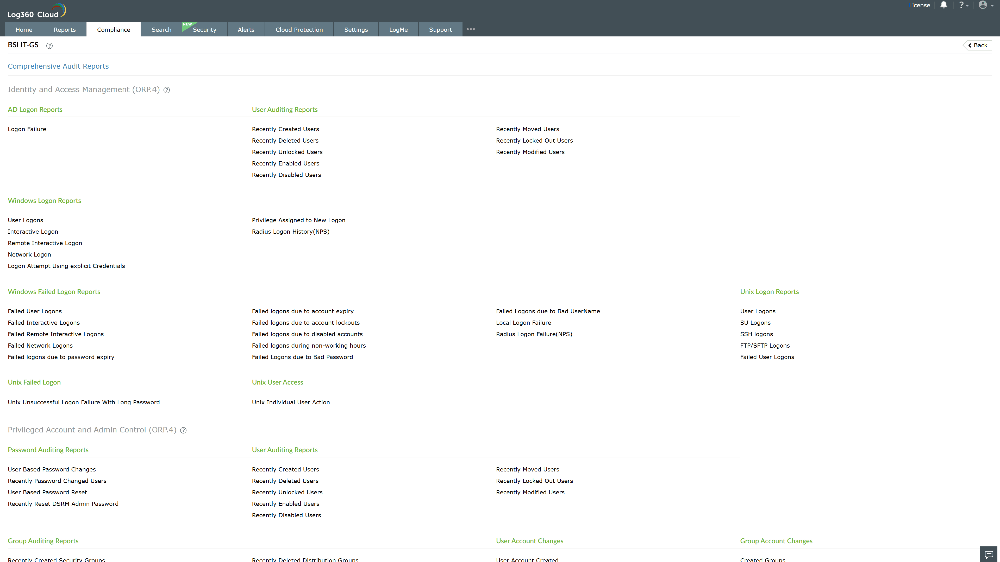 License
Log360 Cloud
Home
Reports
Compliance
Search
NEW
Security
Alerts
Cloud Protection
Settings
LogMe
Support
BSI IT-GS
Back
Comprehensive Audit Reports
Identity and Access Management (ORP.4)
AD Logon Reports
Logon Failure
User Auditing Reports
Recently Created Users
Recently Deleted Users
Recently Unlocked Users
Recently Enabled Users
Recently Disabled Users
Recently Moved Users
Recently Locked Out Users
Recently Modified Users
Windows Logon Reports
User Logons
Interactive Logon
Remote Interactive Logon
Network Logon
Logon Attempt Using explicit Credentials
Privilege Assigned to New Logon
Radius Logon History(NPS)
Windows Failed Logon Reports
Failed User Logons
Failed Interactive Logons
Failed Remote Interactive Logons
Failed Network Logons
Failed logons due to password expiry
Failed logons due to account expiry
Failed logons due to account lockouts
Failed logons due to disabled accounts
Failed logons during non-working hours
Failed Logons due to Bad Password
Failed Logons due to Bad UserName
Local Logon Failure
Radius Logon Failure(NPS)
Unix Logon Reports
User Logons
SU Logons
SSH logons
FTP/SFTP Logons
Failed User Logons
Unix Failed Logon
Unix Unsuccessful Logon Failure With Long Password
Unix User Access
Unix Individual User Action
Privileged Account and Admin Control (ORP.4)
Password Auditing Reports
User Based Password Changes
Recently Password Changed Users
User Based Password Reset
Recently Reset DSRM Admin Password
User Auditing Reports
Recently Created Users
Recently Deleted Users
Recently Unlocked Users
Recently Enabled Users
Recently Disabled Users
Recently Moved Users
Recently Locked Out Users
Recently Modified Users
Group Auditing Reports
Recently Created Security Groups
Recently Deleted Distribution Groups
User Account Changes
User Account Created
Group Account Changes
Created Groups